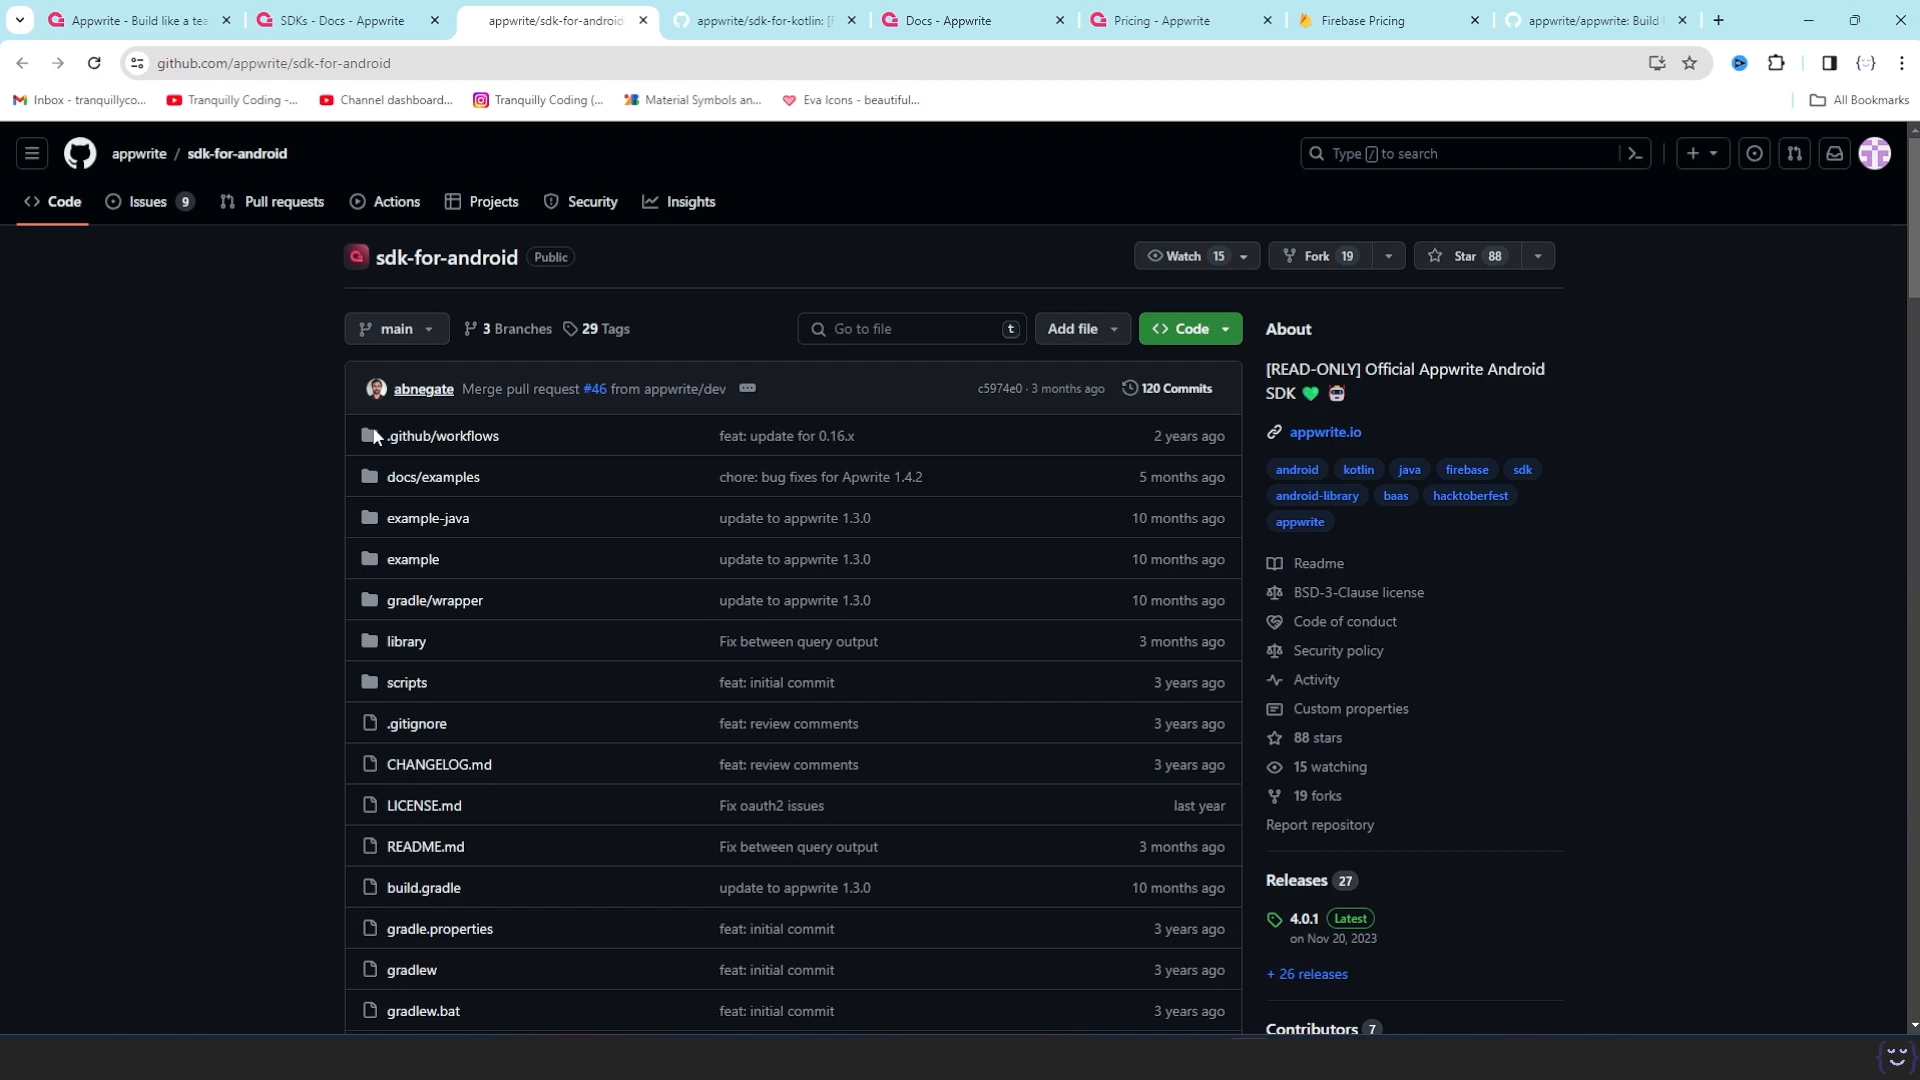 Appwrite - Build like a tea
SDKs - Docs - Appwrite
appwrite/sdk-for-android:
appwrite/sdk-for-kotlin: [
Docs - Appwrite
Pricing - Appwrite
Firebase Pricing
appwrite/appwrite: Build
github.com/appwrite/sdk-for-android
Inbox - tranquillyco...
Tranquilly Coding -...
Channel dashboard...
Tranquilly Coding (...
Material Symbols an...
Eva Icons - beautiful...
All Bookmarks
appwrite / sdk-for-android
Type / to search
Code
Issues 9
Pull requests
Actions
Projects
Security
Insights
sdk-for-android Public
Watch 15
Fork 19
Star 88
main
3 Branches
29 Tags
Go to file t
Add file
Code
abnegate Merge pull request #46 from appwrite/dev
c5974e0 · 3 months ago
120 Commits
.github/workflows feat: update for 0.16.x 2 years ago
docs/examples chore: bug fixes for Apwrite 1.4.2 5 months ago
example-java update to appwrite 1.3.0 10 months ago
example update to appwrite 1.3.0 10 months ago
gradle/wrapper update to appwrite 1.3.0 10 months ago
library Fix between query output 3 months ago
scripts feat: initial commit 3 years ago
.gitignore feat: review comments 3 years ago
CHANGELOG.md feat: review comments 3 years ago
LICENSE.md Fix oauth2 issues last year
README.md Fix between query output 3 months ago
build.gradle update to appwrite 1.3.0 10 months ago
gradle.properties feat: initial commit 3 years ago
gradlew feat: initial commit 3 years ago
gradlew.bat feat: initial commit 3 years ago
About
[READ-ONLY] Official Appwrite Android
SDK 💚 🤖
appwrite.io
android kotlin java firebase sdk
android-library baas hacktoberfest
appwrite
Readme
BSD-3-Clause license
Code of conduct
Security policy
Activity
Custom properties
88 stars
15 watching
19 forks
Report repository
Releases 27
4.0.1 Latest
on Nov 20, 2023
+ 26 releases
Contributors 7